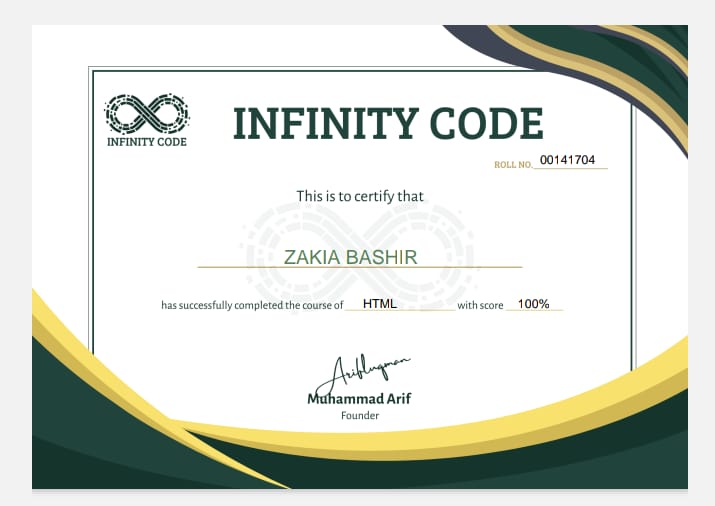 INFINITY CODE
INFINITY CODE
ROLL NO. 00141704
This is to certify that
ZAKIA BASHIR
has successfully completed the course of HTML with score 100%
Arifluqman
Muhammad Arif
Founder